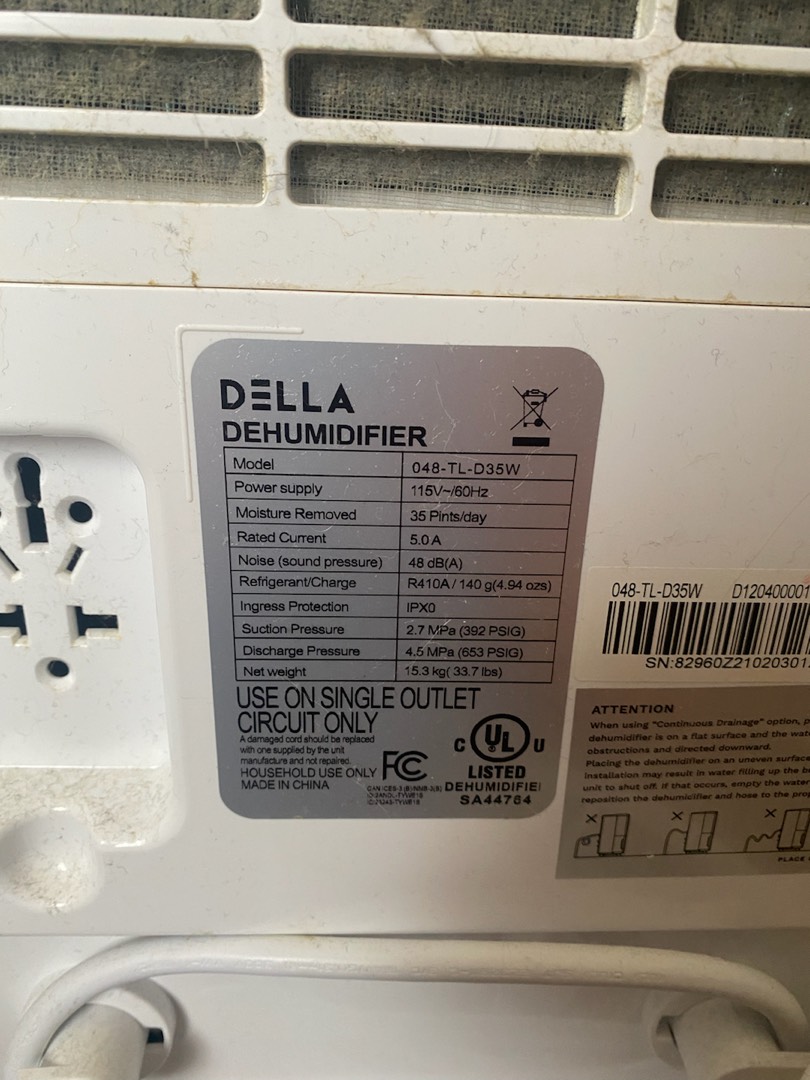 DELLA
DEHUMIDIFIER
Model 048-TL-D35W
Power supply 115V~/60Hz
Moisture Removed 35 Pints/day
Rated Current 5.0 A
Noise (sound pressure) 48 dB(A)
Refrigerant/Charge R410A / 140 g(4.94 ozs)
Ingress Protection IPX0
Suction Pressure 2.7 MPa (392 PSIG)
Discharge Pressure 4.5 MPa (653 PSIG)
Net weight 15.3 kg( 33.7 lbs)
USE ON SINGLE OUTLET
CIRCUIT ONLY
A damaged cord should be replaced
with one supplied by the unit
manufacture and not repaired.
HOUSEHOLD USE ONLY
MADE IN CHINA
FC
C UL U
LISTED
DEHUMIDIFIE
SA44764
048-TL-D35W D120400001
SN:82960Z21020301
ATTENTION
When using "Continuous Drainage" option,
dehumidifier is on a flat surface and the
obstructions and directed downward.
Placing the dehumidifier on an uneven surface
installation may result in water filling up the
unit to shut off. If that occurs, empty the water
reposition the dehumidifier and hose to the
PLACE